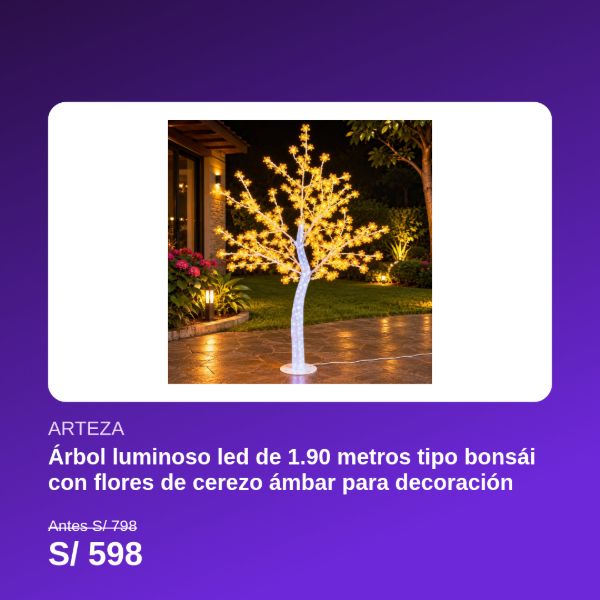 ARTEZA
Árbol luminoso led de 1.90 metros tipo bonsái
con flores de cerezo ámbar para decoración
Antes S/ 798
S/ 598